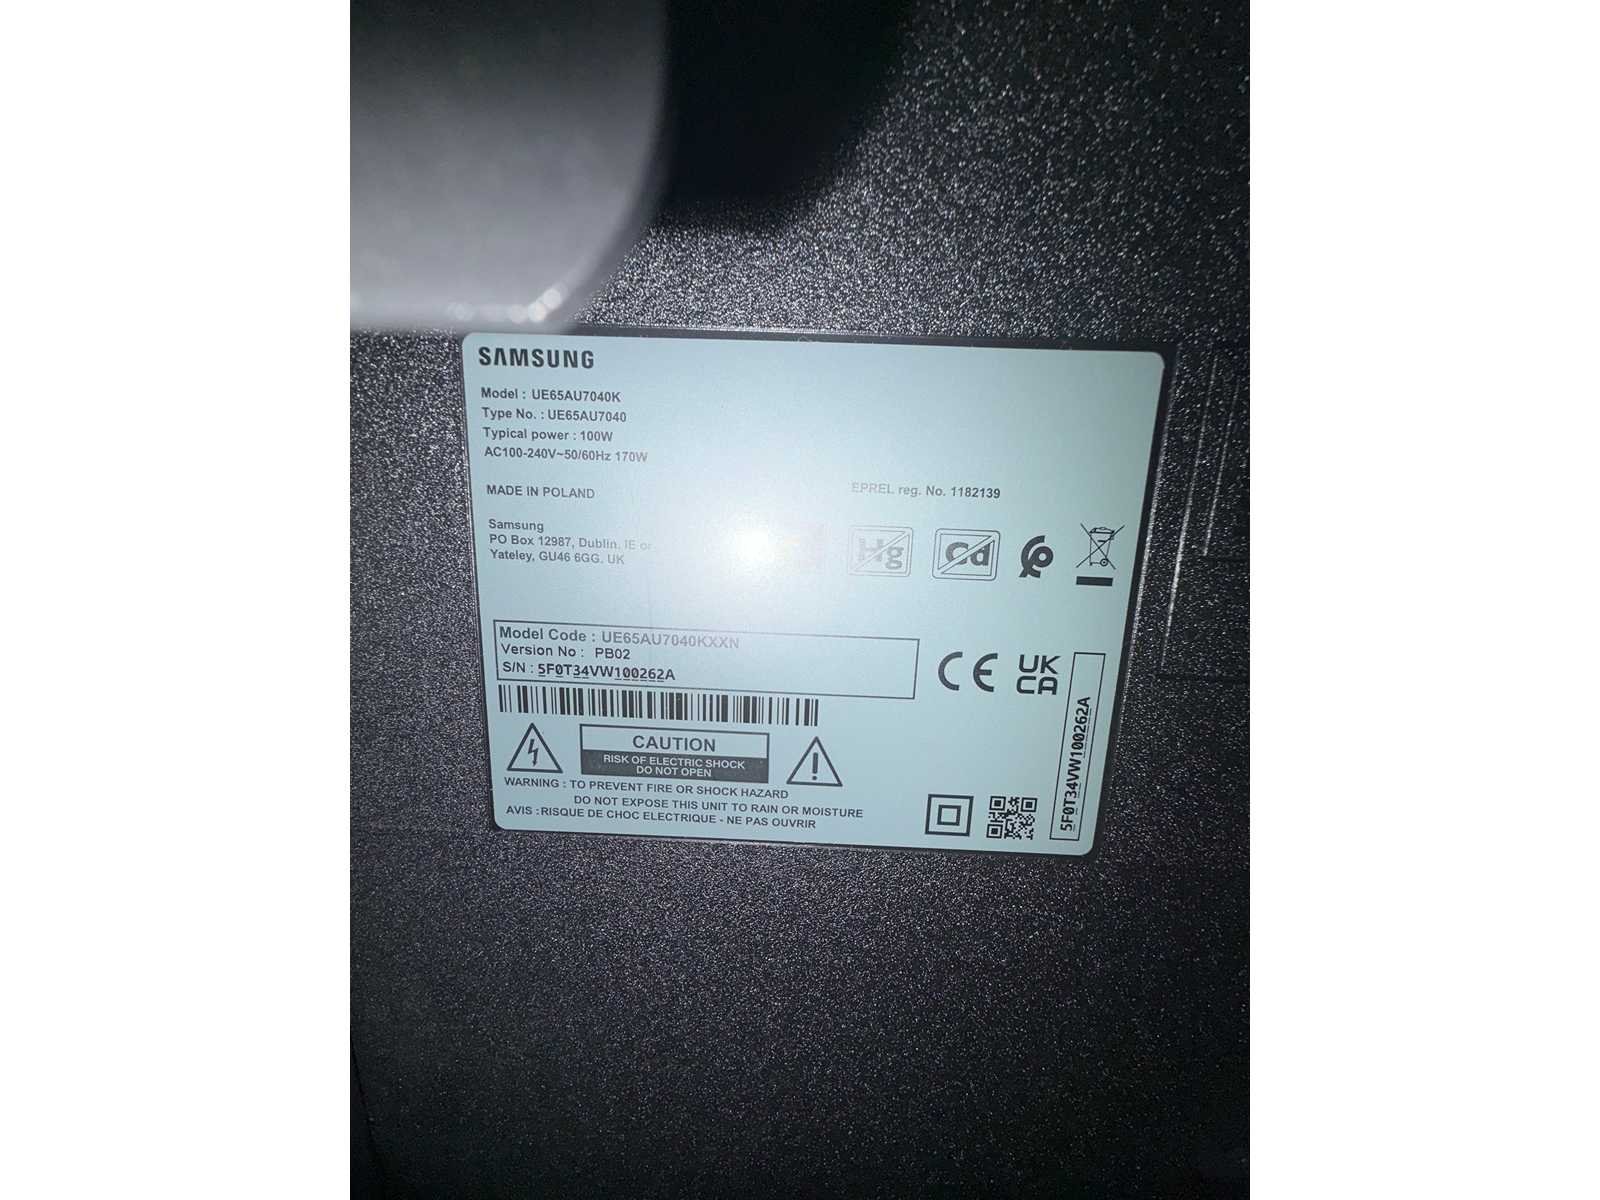 SAMSUNG
Model : UE65AU7040K
Type No. : UE65AU7040
Typical power : 100W
AC100-240V~50/60Hz 170W
MADE IN POLAND
EPREL reg. No. 1182139
Samsung
PO Box 12987, Dublin. IE or
Yateley, GU46 6GG. UK
Hg
Cd
Model Code : UE65AU7040KXXN
Version No : PB02
S/N : 5F0T34VW100262A
CE
UK
CA
5F0T34VW100262A
CAUTION
RISK OF ELECTRIC SHOCK
DO NOT OPEN
WARNING : TO PREVENT FIRE OR SHOCK HAZARD
DO NOT EXPOSE THIS UNIT TO RAIN OR MOISTURE
AVIS : RISQUE DE CHOC ELECTRIQUE - NE PAS OUVRIR